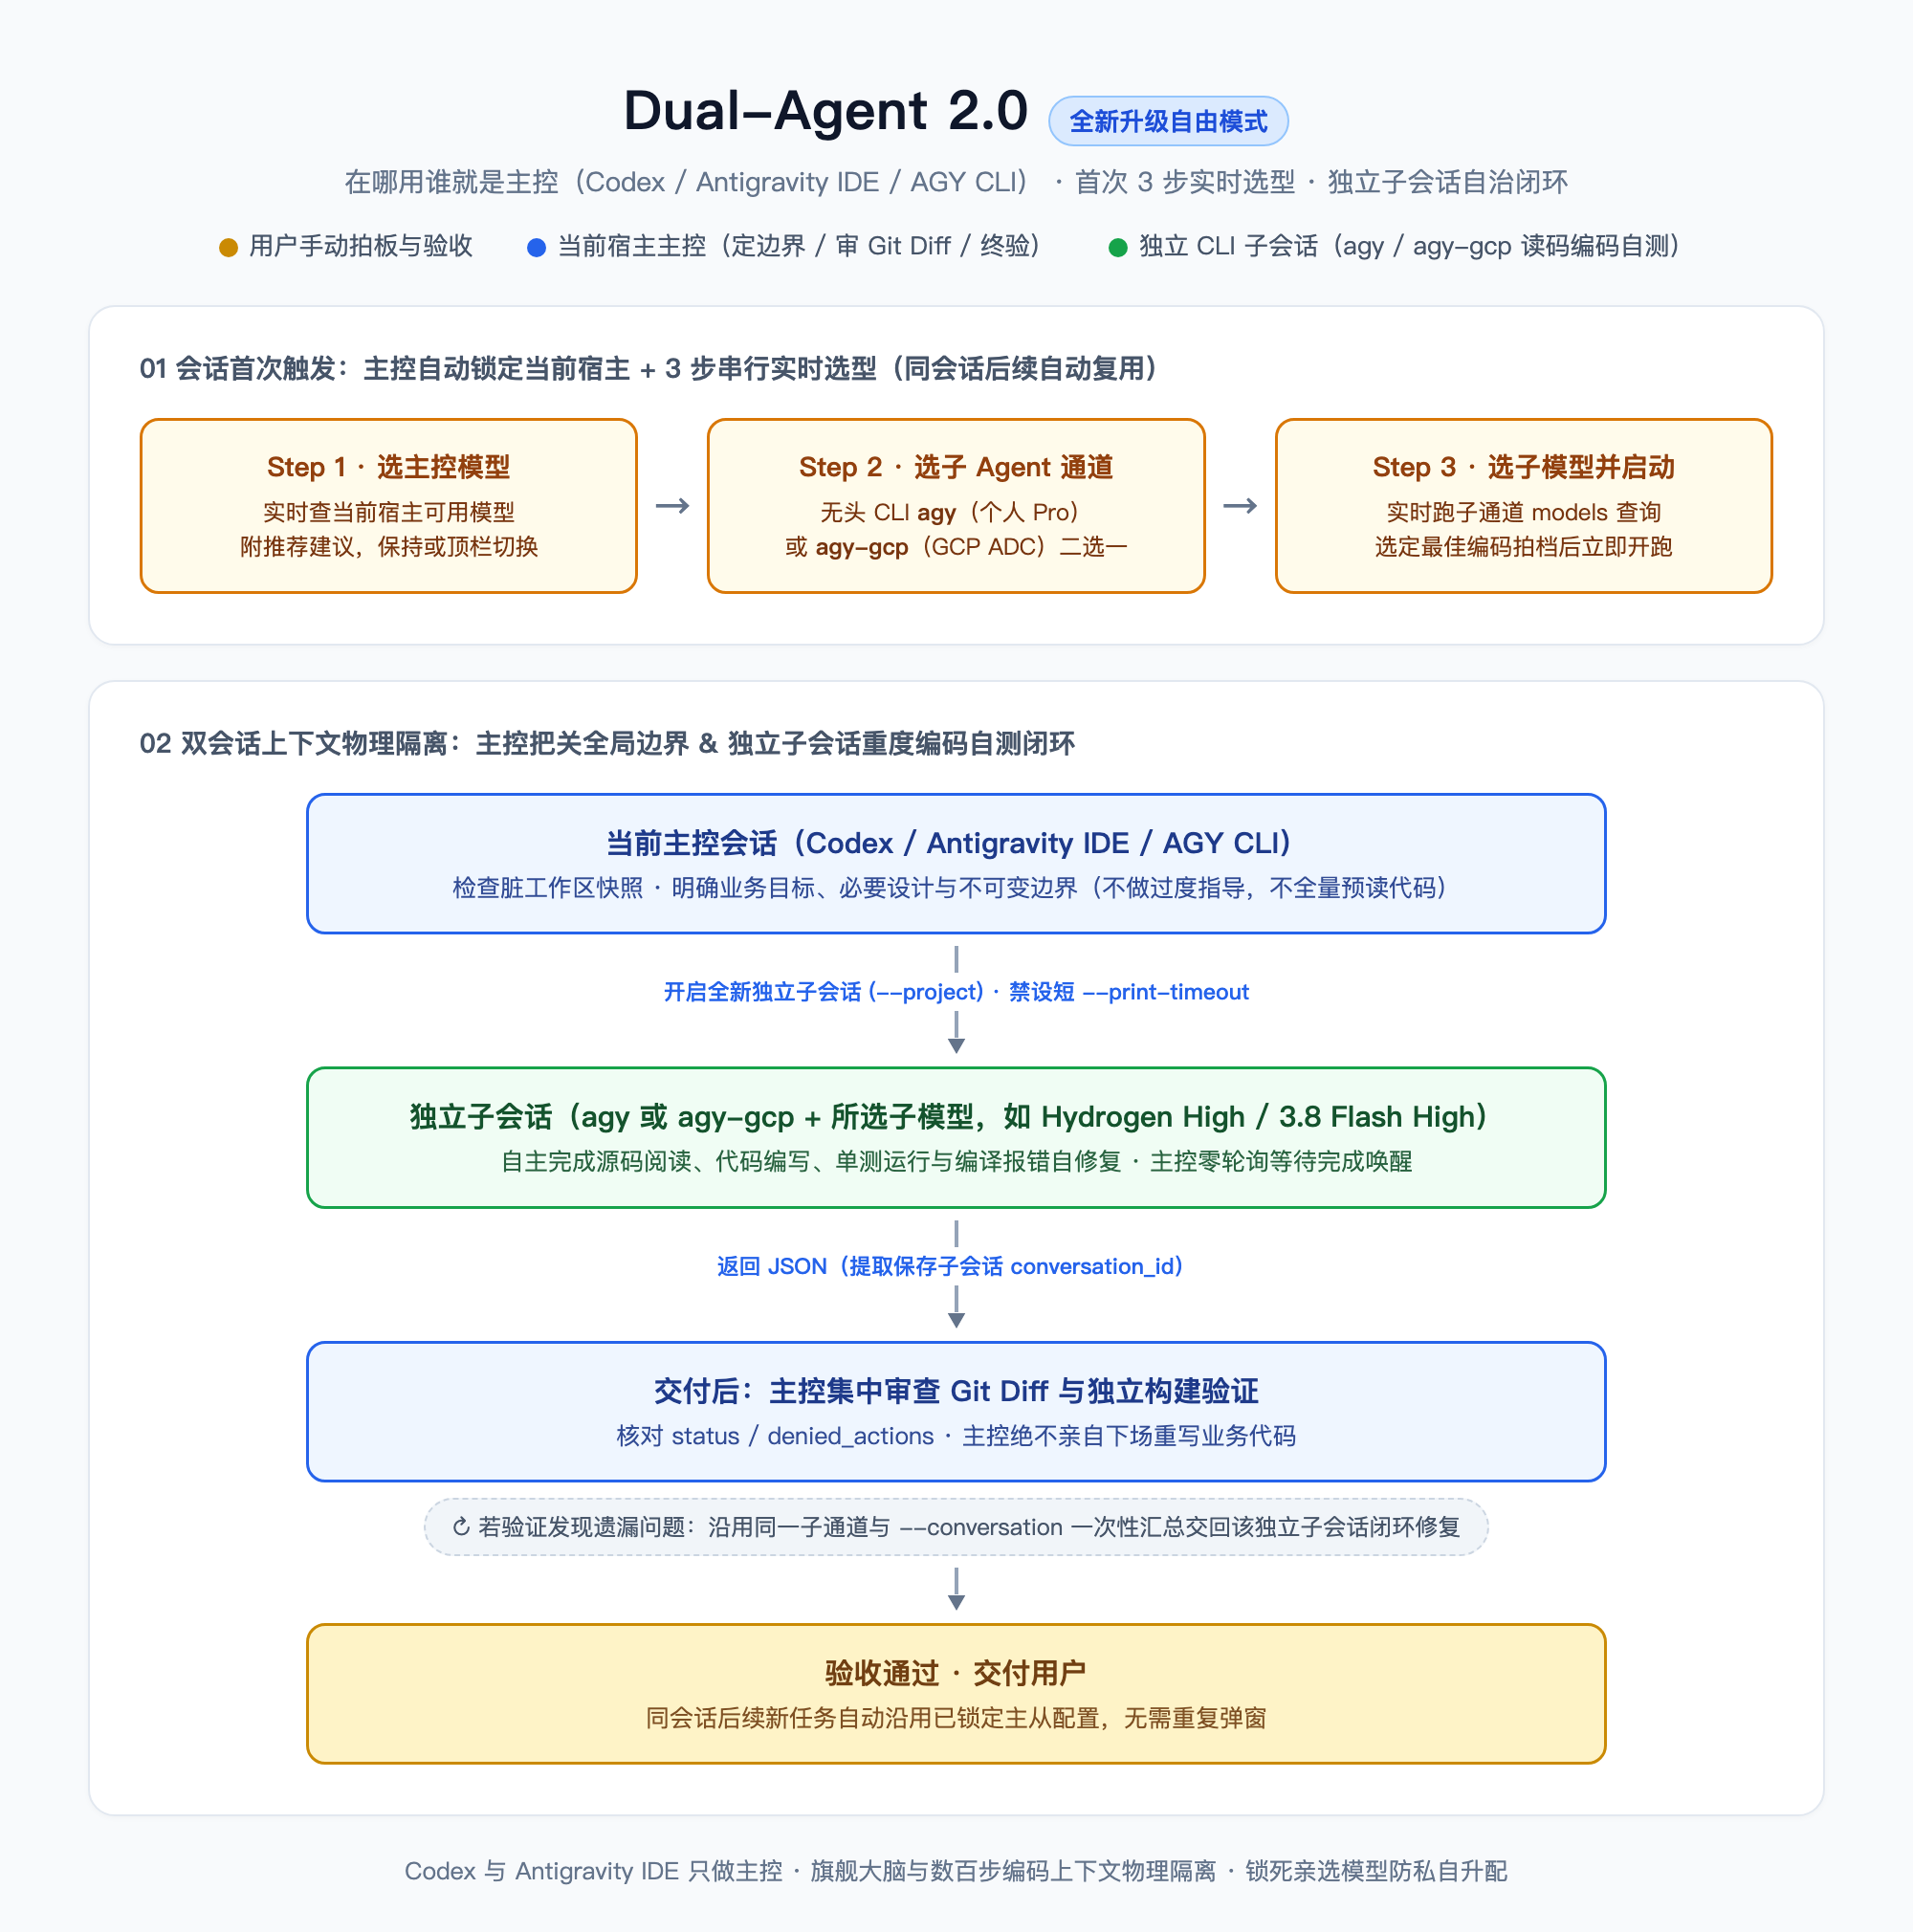 Dual-Agent 2.0 全新升级自由模式
在哪用谁就是主控（Codex / Antigravity IDE / AGY CLI） · 首次 3 步实时选型 · 独立子会话自治闭环
用户手动拍板与验收 当前宿主主控（定边界 / 审 Git Diff / 终验） 独立 CLI 子会话（agy / agy-gcp 读码编码自测）
01 会话首次触发：主控自动锁定当前宿主 + 3 步串行实时选型（同会话后续自动复用）
Step 1 · 选主控模型
实时查当前宿主可用模型
附推荐建议，保持或顶栏切换
→
Step 2 · 选子 Agent 通道
无头 CLI agy（个人 Pro）
或 agy-gcp（GCP ADC）二选一
→
Step 3 · 选子模型并启动
实时跑子通道 models 查询
选定最佳编码拍档后立即开跑
02 双会话上下文物理隔离：主控把关全局边界 & 独立子会话重度编码自测闭环
当前主控会话（Codex / Antigravity IDE / AGY CLI）
检查脏工作区快照 · 明确业务目标、必要设计与不可变边界（不做过度指导，不全量预读代码）
开启全新独立子会话 (--project) · 禁设短 --print-timeout
独立子会话（agy 或 agy-gcp + 所选子模型，如 Hydrogen High / 3.8 Flash High）
自主完成源码阅读、代码编写、单测运行与编译报错自修复 · 主控零轮询等待完成唤醒
返回 JSON（提取保存子会话 conversation_id）
交付后：主控集中审查 Git Diff 与独立构建验证
核对 status / denied_actions · 主控绝不亲自下场重写业务代码
↻ 若验证发现遗漏问题：沿用同一子通道与 --conversation 一次性汇总交回该独立子会话闭环修复
验收通过 · 交付用户
同会话后续新任务自动沿用已锁定主从配置，无需重复弹窗
Codex 与 Antigravity IDE 只做主控 · 旗舰大脑与数百步编码上下文物理隔离 · 锁死亲选模型防私自升配